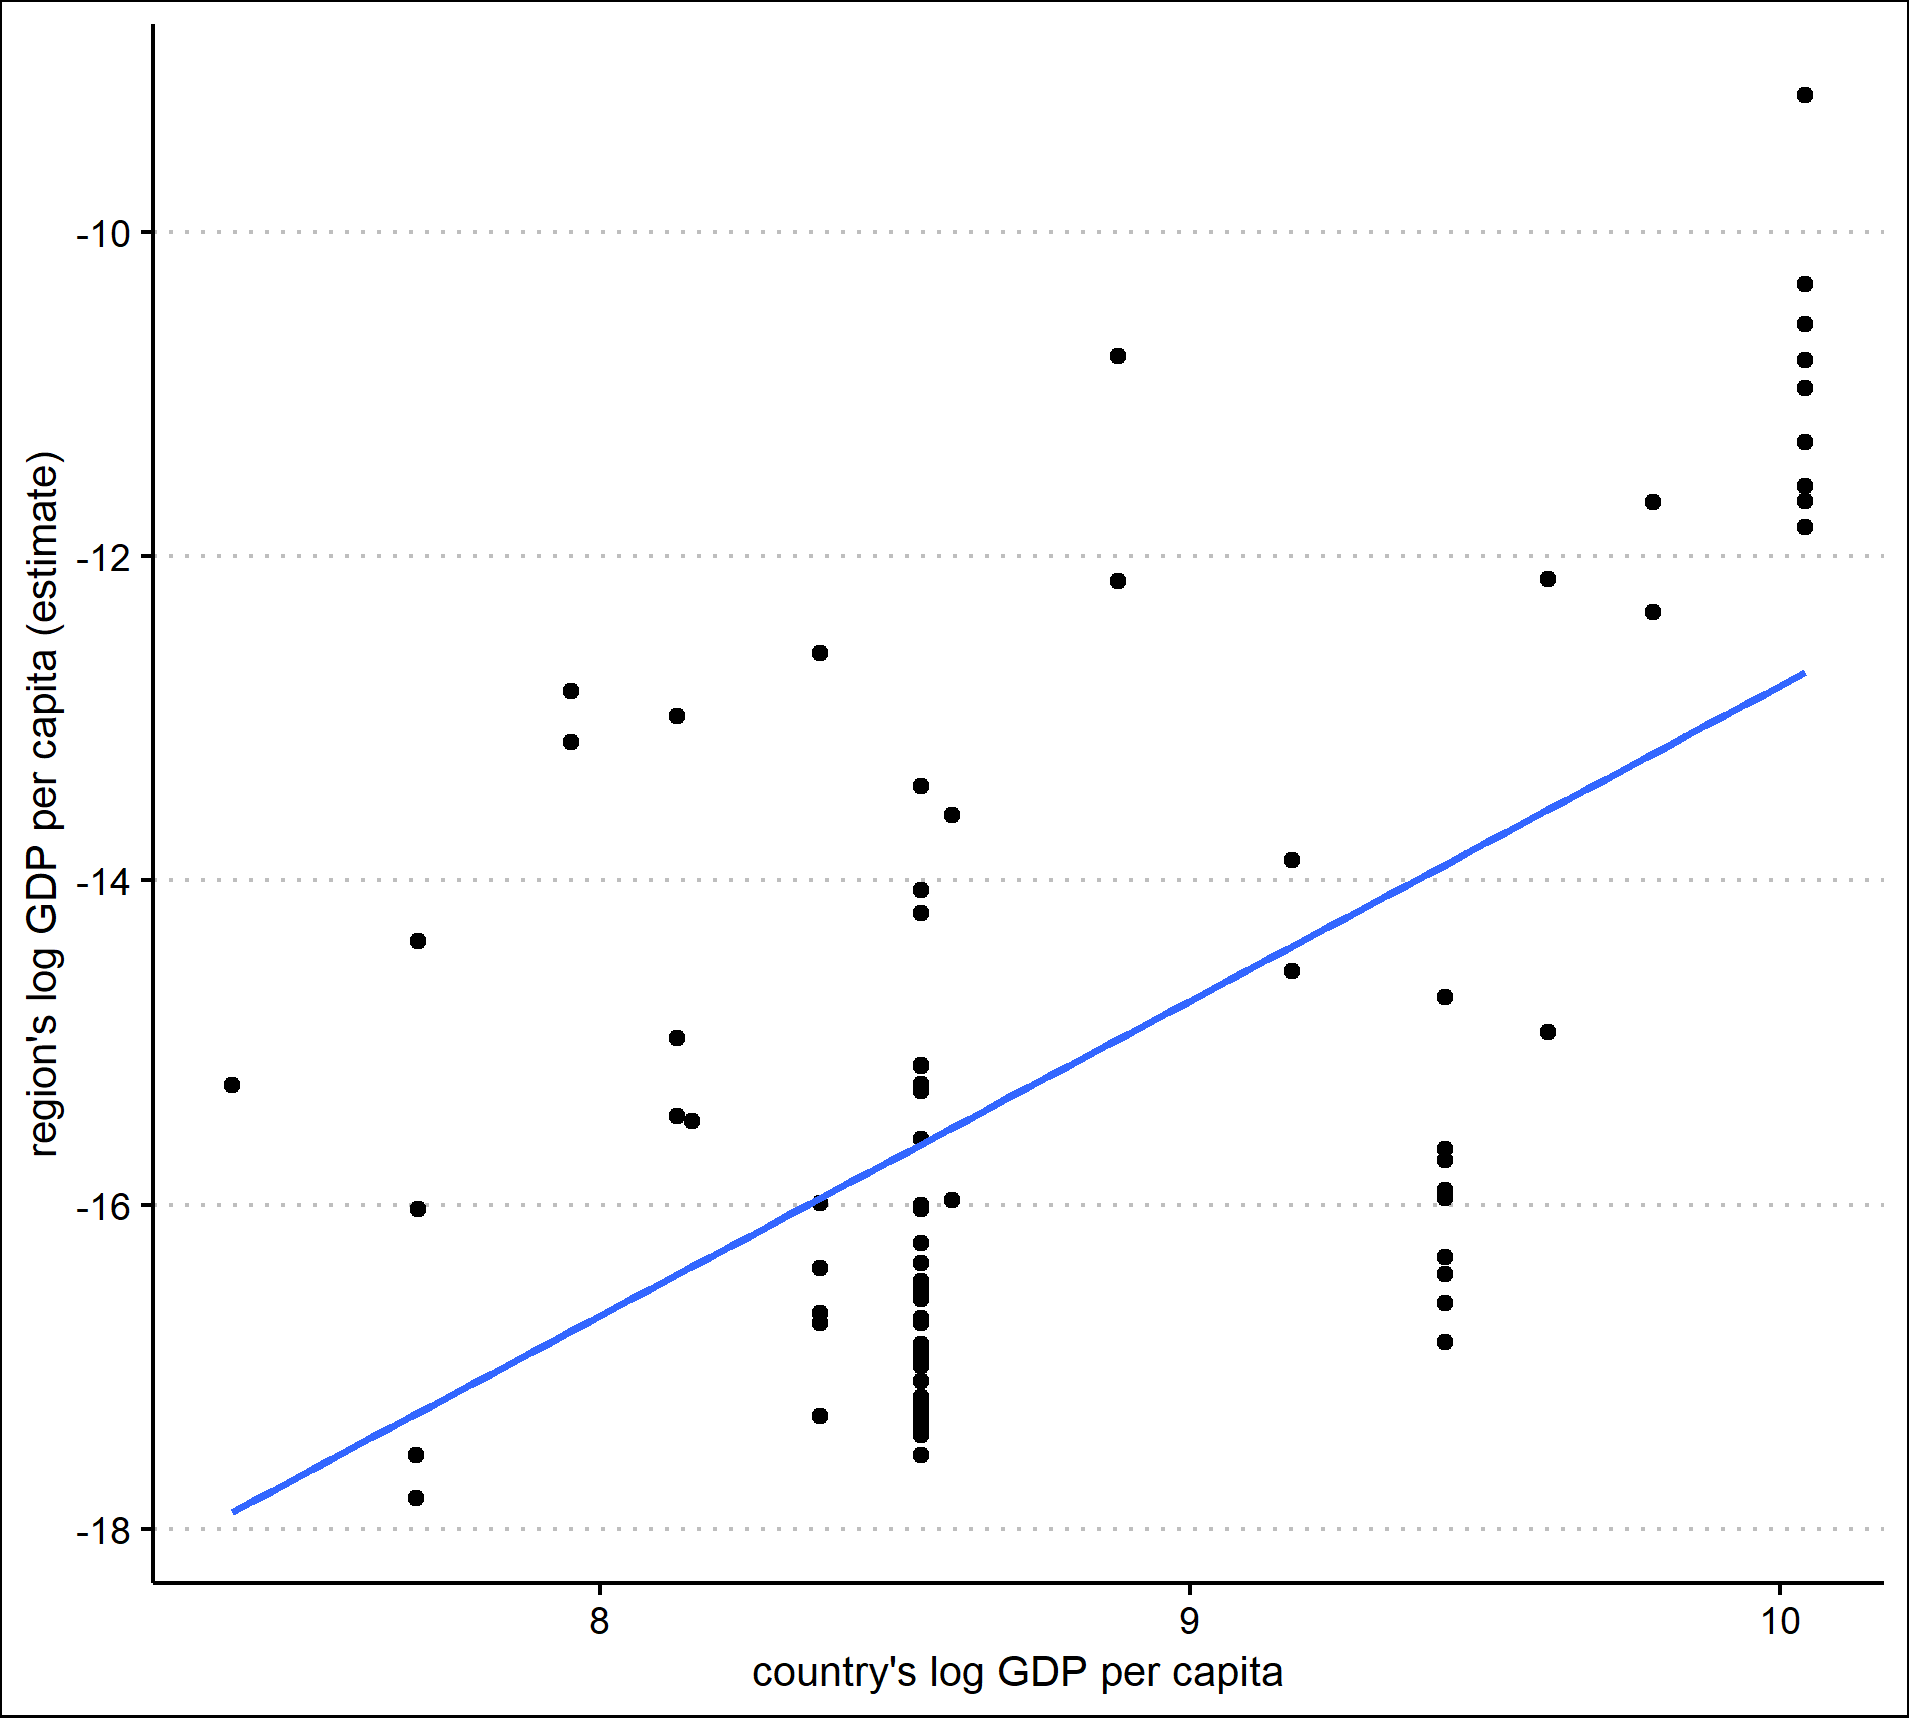 region's log GDP per capita (estimate)
-10
-12
-14
-16
-18
8 9 10
country's log GDP per capita